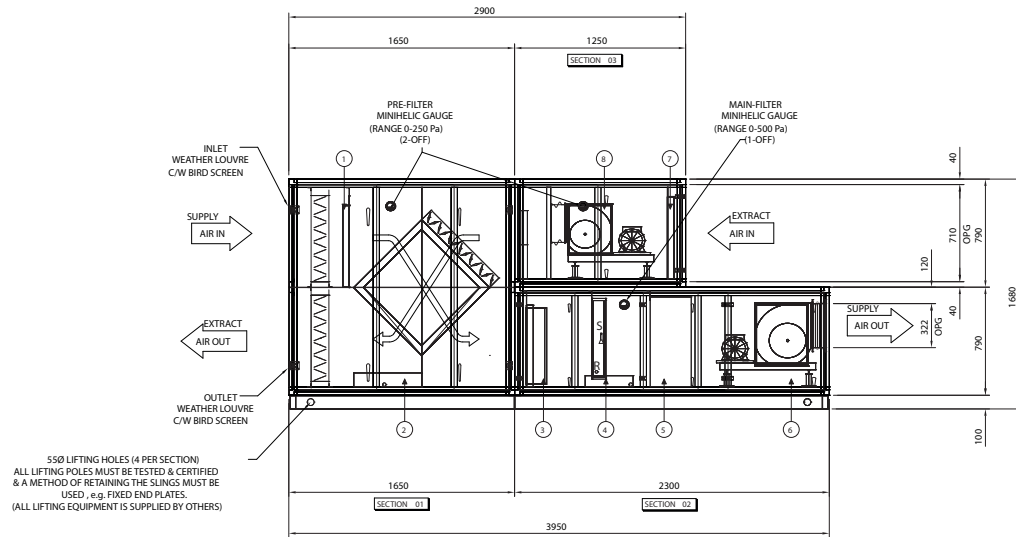 2900
1650
1250
SECTION 03
PRE-FILTER
MINIHELIC GAUGE
(RANGE 0-250 Pa)
(2-OFF)
MAIN-FILTER
MINIHELIC GAUGE
(RANGE 0-500 Pa)
(1-OFF)
INLET
WEATHER LOUVRE
C/W BIRD SCREEN
1
8
7
40
SUPPLY
AIR IN
EXTRACT
AIR IN
710
OPG
790
120
1680
EXTRACT
AIR OUT
SUPPLY
AIR OUT
40
322
OPG
790
S
R
OUTLET
WEATHER LOUVRE
C/W BIRD SCREEN
2
3
4
5
6
100
55Ø LIFTING HOLES (4 PER SECTION)
ALL LIFTING POLES MUST BE TESTED & CERTIFIED
& A METHOD OF RETAINING THE SLINGS MUST BE
USED , e.g. FIXED END PLATES.
(ALL LIFTING EQUIPMENT IS SUPPLIED BY OTHERS)
1650
2300
SECTION 01
SECTION 02
3950